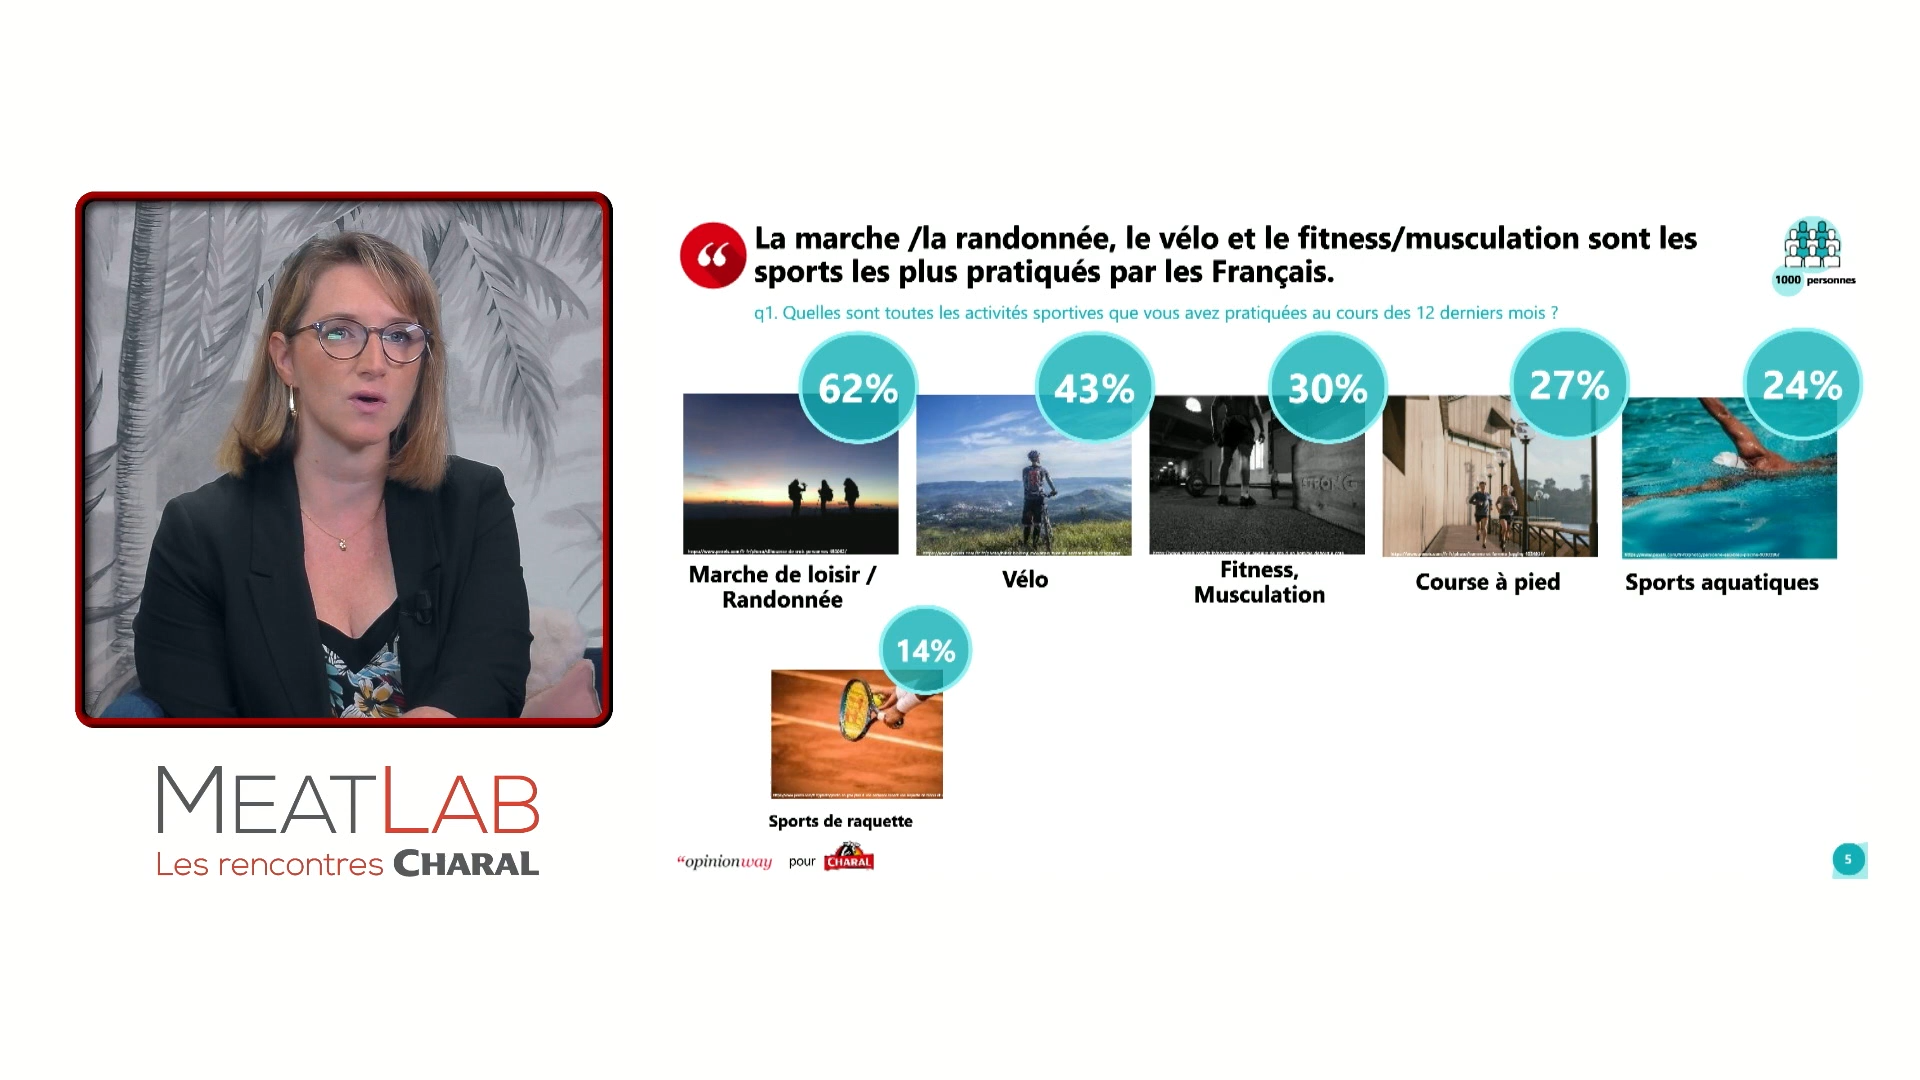 La marche /la randonnée, le vélo et le fitness/musculation sont les
sports les plus pratiqués par les Français.
1000 personnes
q1. Quelles sont toutes les activités sportives que vous avez pratiquées au cours des 12 derniers mois ?
62%
43%
30%
27%
24%
STRONG
Marche de loisir /
Randonnée
Vélo
Fitness,
Musculation
Course à pied
Sports aquatiques
14%
Sports de raquette
MEATLAB
Les rencontres CHARAL
“opinionway pour CHARAL
5